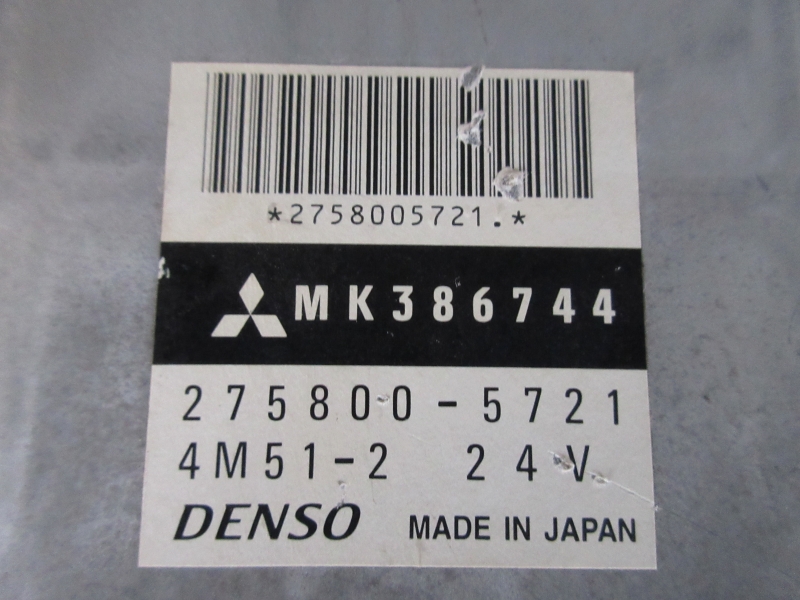 *2758005721.*
MK386744
275800-5721
4M51-2 24V
DENSO MADE IN JAPAN